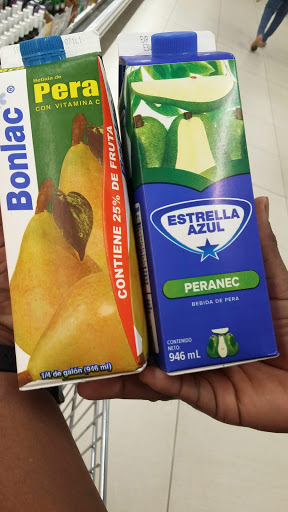 Bonlac
Bebida de
Pera
CON VITAMINA C
CONTIENE 25% DE FRUTA
1/4 de galón (946 ml)
ESTRELLA
AZUL
PERANEC
BEBIDA DE PERA
CONTENIDO
NETO:
946 mL